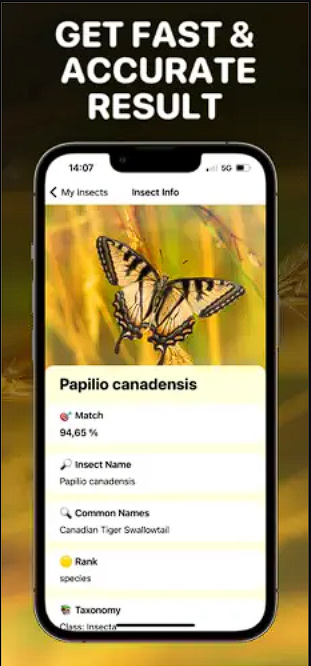 GET FAST &
ACCURATE
RESULT
14:07
5G
My Insects
Insect Info
Papilio canadensis
Match
94,65 %
Insect Name
Papilio canadensis
Common Names
Canadian Tiger Swallowtail
Rank
species
Taxonomy
Class: Insecta